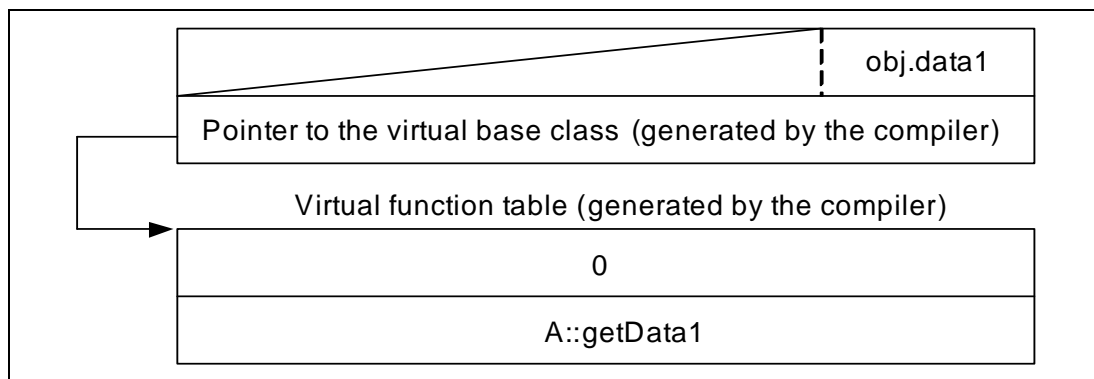 obj.data1
Pointer to the virtual base class (generated by the compiler)
Virtual function table (generated by the compiler)
0
A::getData1